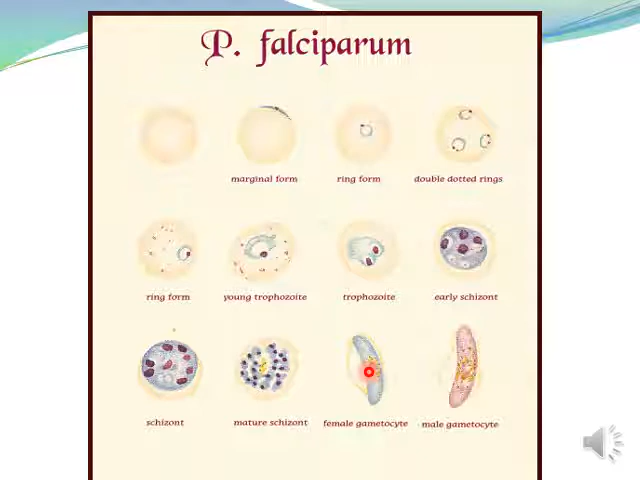 P. falciparum
marginal form
ring form
double dotted rings
ring form
young trophozoite
trophozoite
early schizont
schizont
mature schizont
female gametocyte
male gametocyte